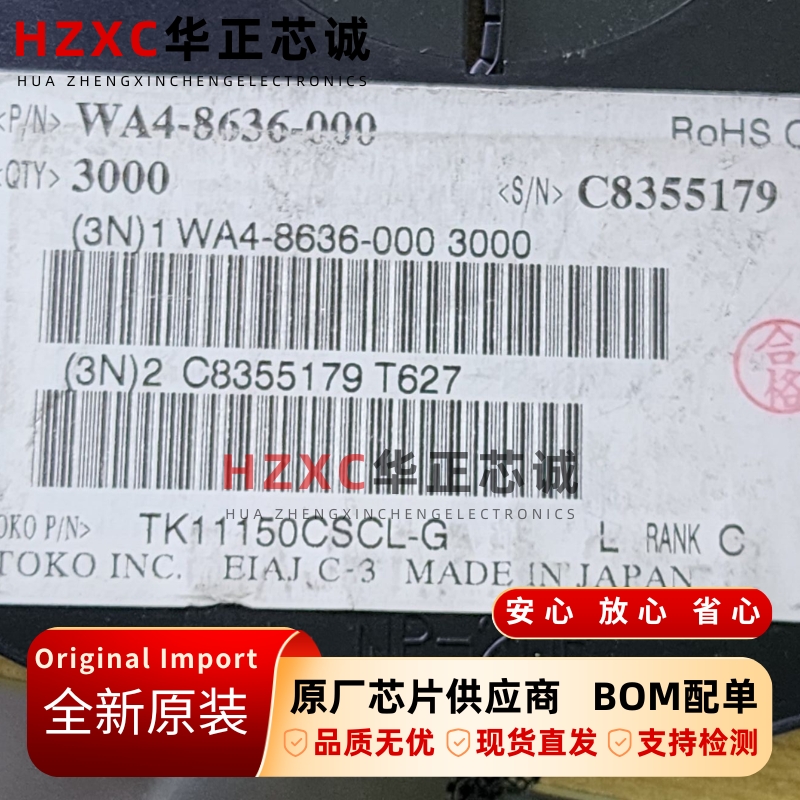 HZXC华正芯诚
HUA ZHENGXINCHENGELECTRONICS
<P/N> WA4-8636-000
RoHS C
<QTY> 3000
<S/N> C8355179
(3N)1 WA4-8636-000 3000
合格
(3N)2 C8355179 T627
HZXC华正芯诚
HUA ZHENGXINCHENGELECTRONICS
OKO P/N> TK11150CSCL-G L RANK C
TOKO INC. EIAJ C-3 MADE IN JAPAN
安心 放心 省心
Original Import
全新原装
原厂芯片供应商 BOM配单
品质无优 现货直发 支持检测